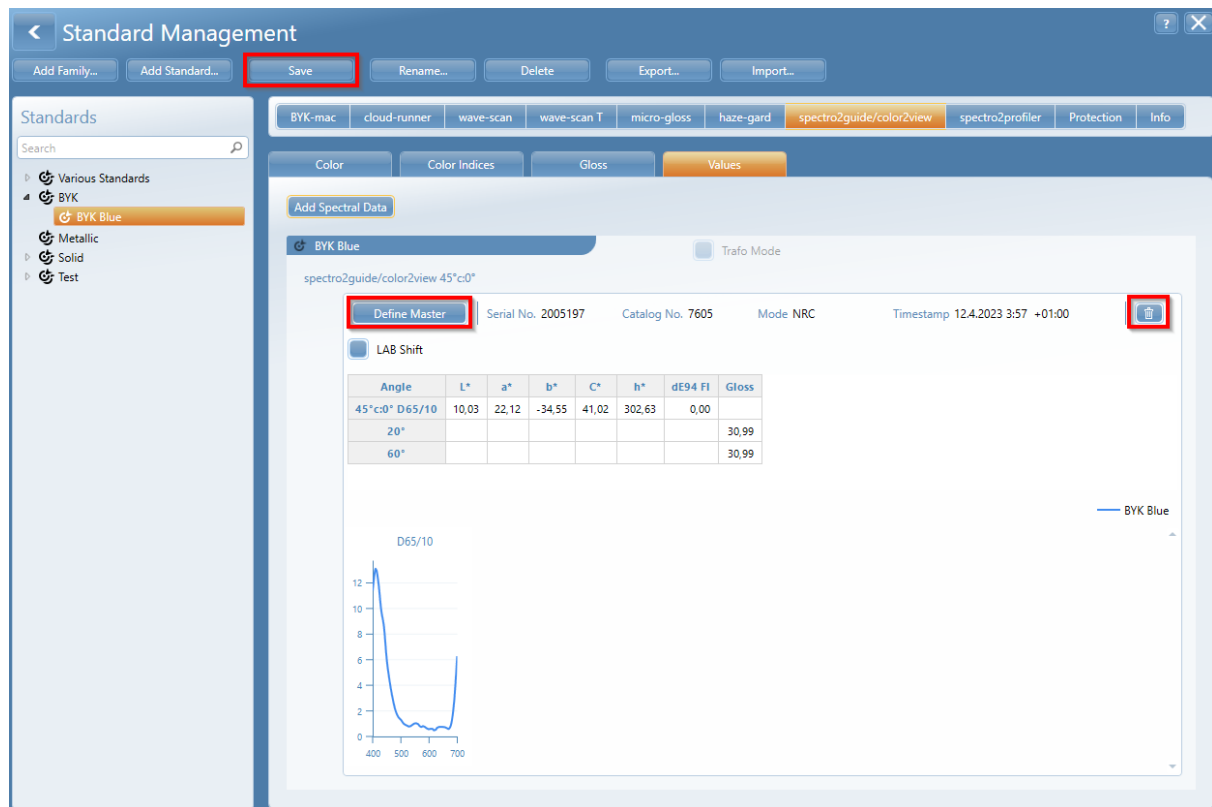 Standard Management
?
Add Family... Add Standard... Save Rename... Delete Export... Import...
Standards
Search
Various Standards
BYK
BYK Blue
Metallic
Solid
Test
BYK-mac cloud-runner wave-scan wave-scan T micro-gloss haze-gard spectro2guide/color2view spectro2profiler Protection Info
Color Color Indices Gloss Values
Add Spectral Data
BYK Blue Trafo Mode
spectro2guide/color2view 45°c:0°
Define Master Serial No. 2005197 Catalog No. 7605 Mode NRC Timestamp 12.4.2023 3:57 +01:00
LAB Shift
Angle L* a* b* C* h* dE94 Fl Gloss
45°c:0° D65/10 10,03 22,12 -34,55 41,02 302,63 0,00
20° 30,99
60° 30,99
BYK Blue
D65/10
12
10
8
6
4
2
0
400 500 600 700